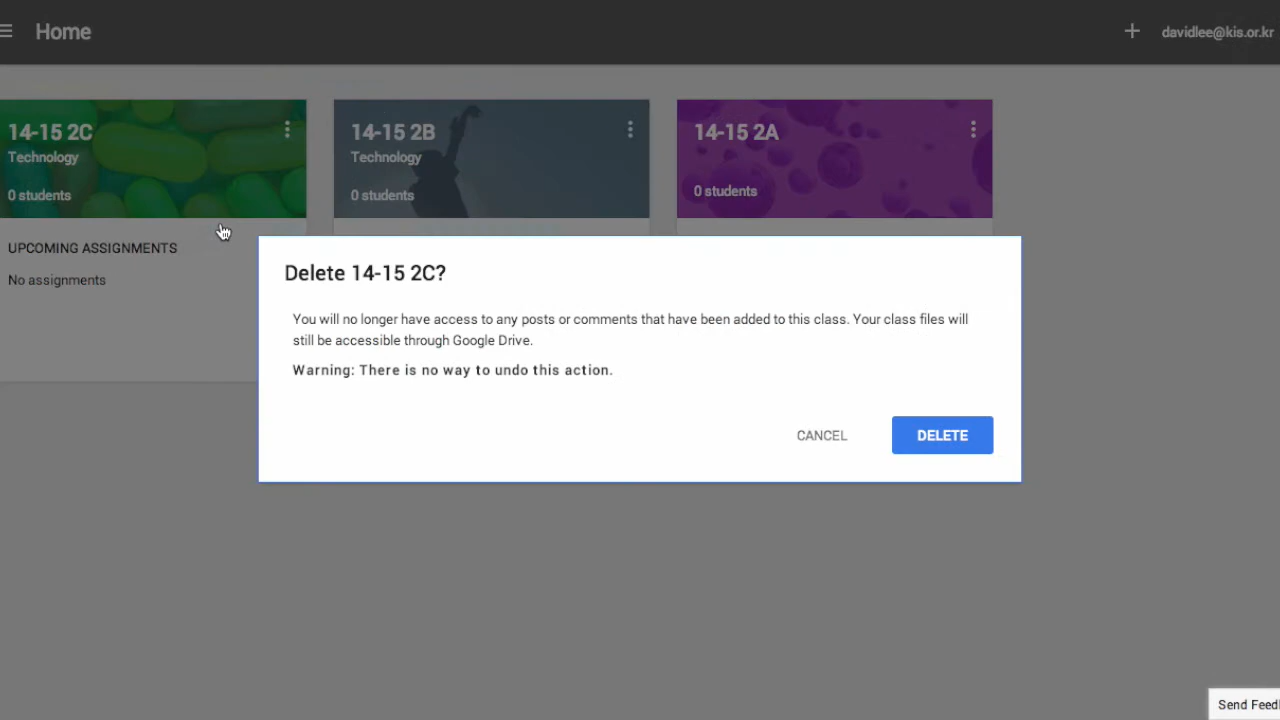 Home
davidlee@kis.or.kr
14-15 2C
Technology
0 students
14-15 2B
Technology
0 students
14-15 2A
0 students
UPCOMING ASSIGNMENTS
No assignments
Delete 14-15 2C?
You will no longer have access to any posts or comments that have been added to this class. Your class files will
still be accessible through Google Drive.
Warning: There is no way to undo this action.
CANCEL
DELETE
Send